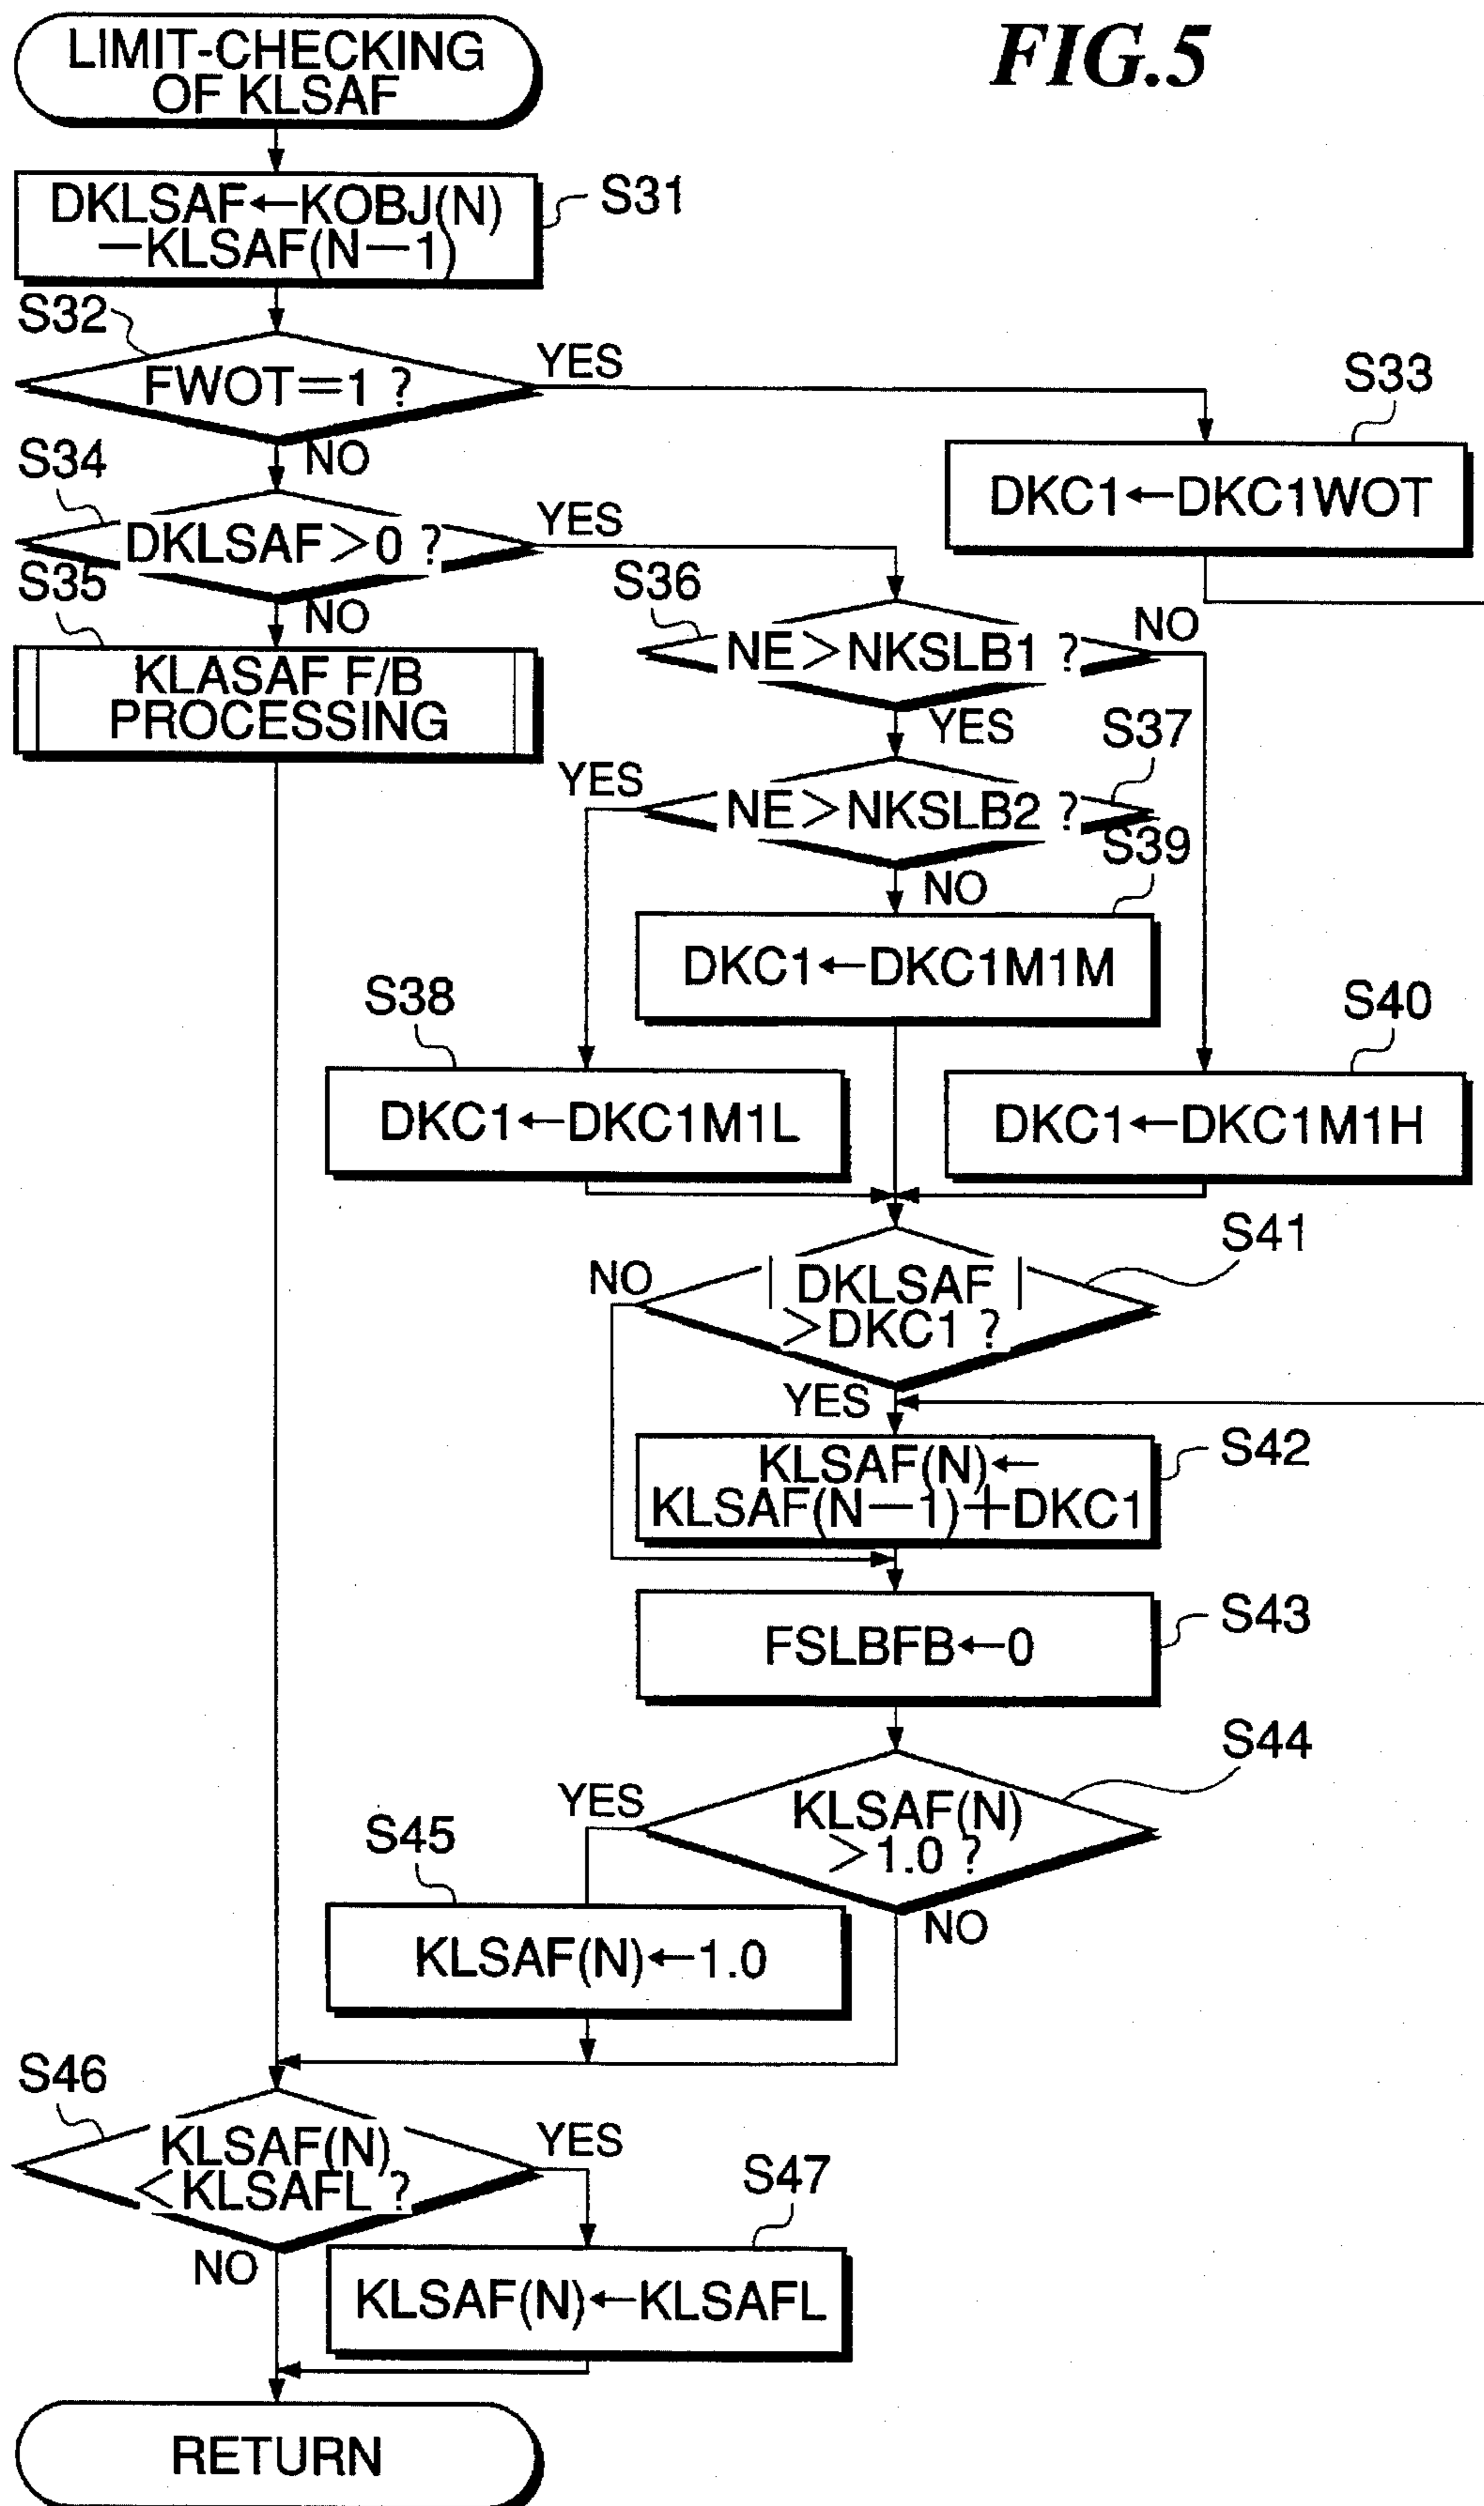 FIG.5
LIMIT-CHECKING
OF KLSAF
DKLSAF←KOBJ(N)
−KLSAF(N−1)
S31
S32
FWOT=1 ?
YES
NO
S33
DKC1←DKC1WOT
S34
DKLSAF>0 ?
YES
NO
S35
KLASAF F/B
PROCESSING
S36
NE>NKSLB1 ?
NO
YES
S37
NE>NKSLB2 ?
YES
NO
S39
DKC1←DKC1M1M
S38
DKC1←DKC1M1L
S40
DKC1←DKC1M1H
S41
| DKLSAF |
>DKC1 ?
NO
YES
S42
KLSAF(N)←
KLSAF(N−1)+DKC1
S43
FSLBFB←0
S44
KLSAF(N)
>1.0 ?
YES
NO
S45
KLSAF(N)←1.0
S46
KLSAF(N)
<KLSAFL ?
YES
NO
S47
KLSAF(N)←KLSAFL
RETURN